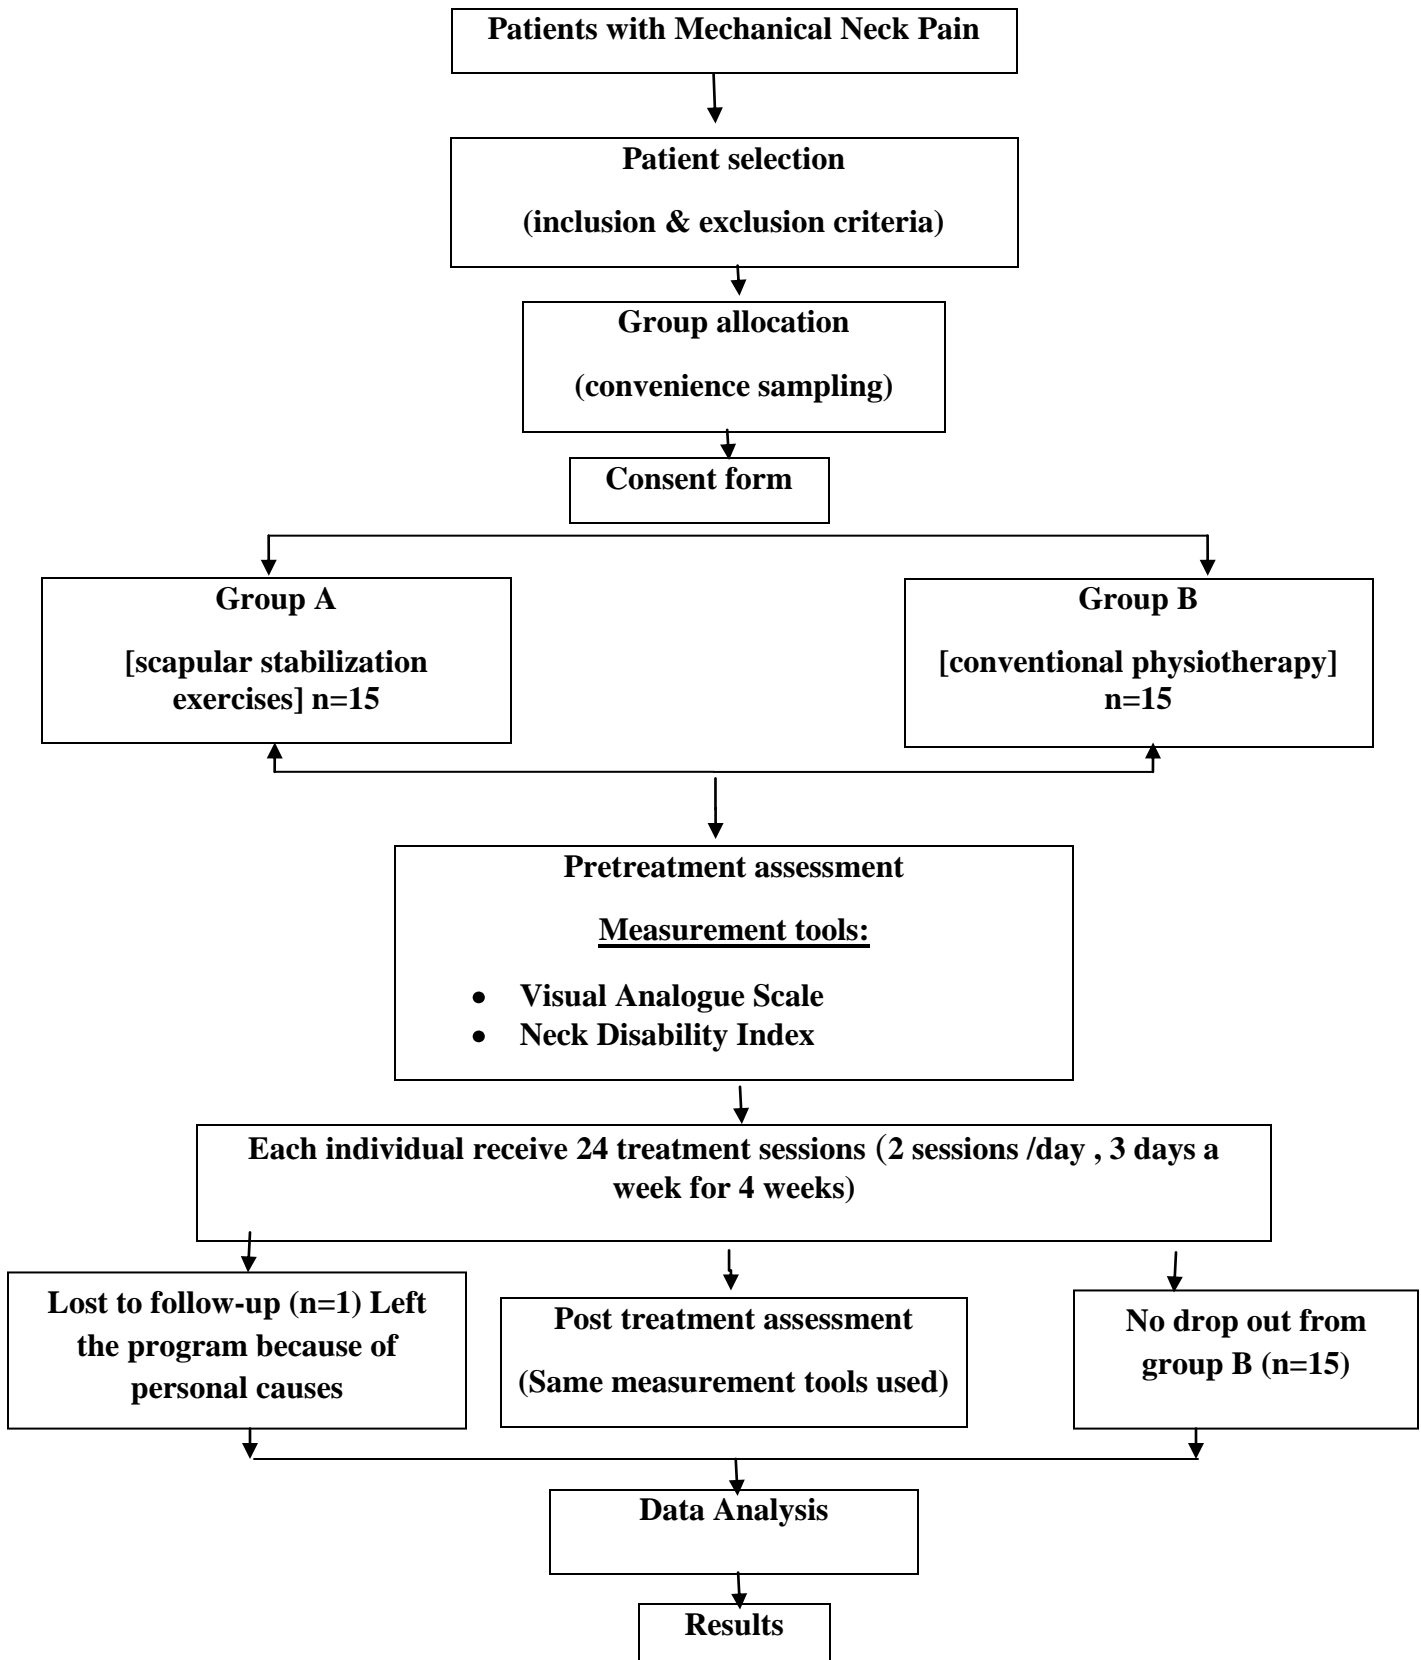 Patients with Mechanical Neck Pain
Patient selection
(inclusion & exclusion criteria)
Group allocation
(convenience sampling)
Consent form
Group A
[scapular stabilization
exercises] n=15
Group B
[conventional physiotherapy]
n=15
Pretreatment assessment
Measurement tools:
• Visual Analogue Scale
• Neck Disability Index
Each individual receive 24 treatment sessions (2 sessions /day , 3 days a
week for 4 weeks)
Lost to follow-up (n=1) Left
the program because of
personal causes
Post treatment assessment
(Same measurement tools used)
No drop out from
group B (n=15)
Data Analysis
Results